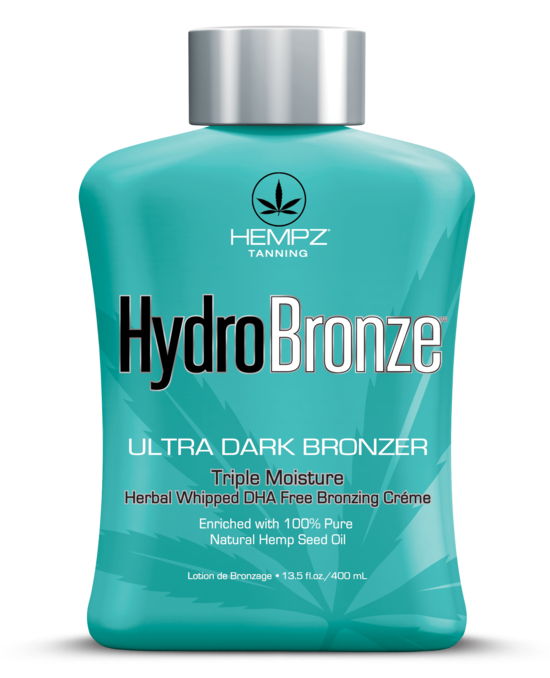 HEMPZ
TANNING
HydroBronze™
ULTRA DARK BRONZER
Triple Moisture
Herbal Whipped DHA Free Bronzing Créme
Enriched with 100% Pure
Natural Hemp Seed Oil
Lotion de Bronzage • 13.5 fl.oz./400 mL